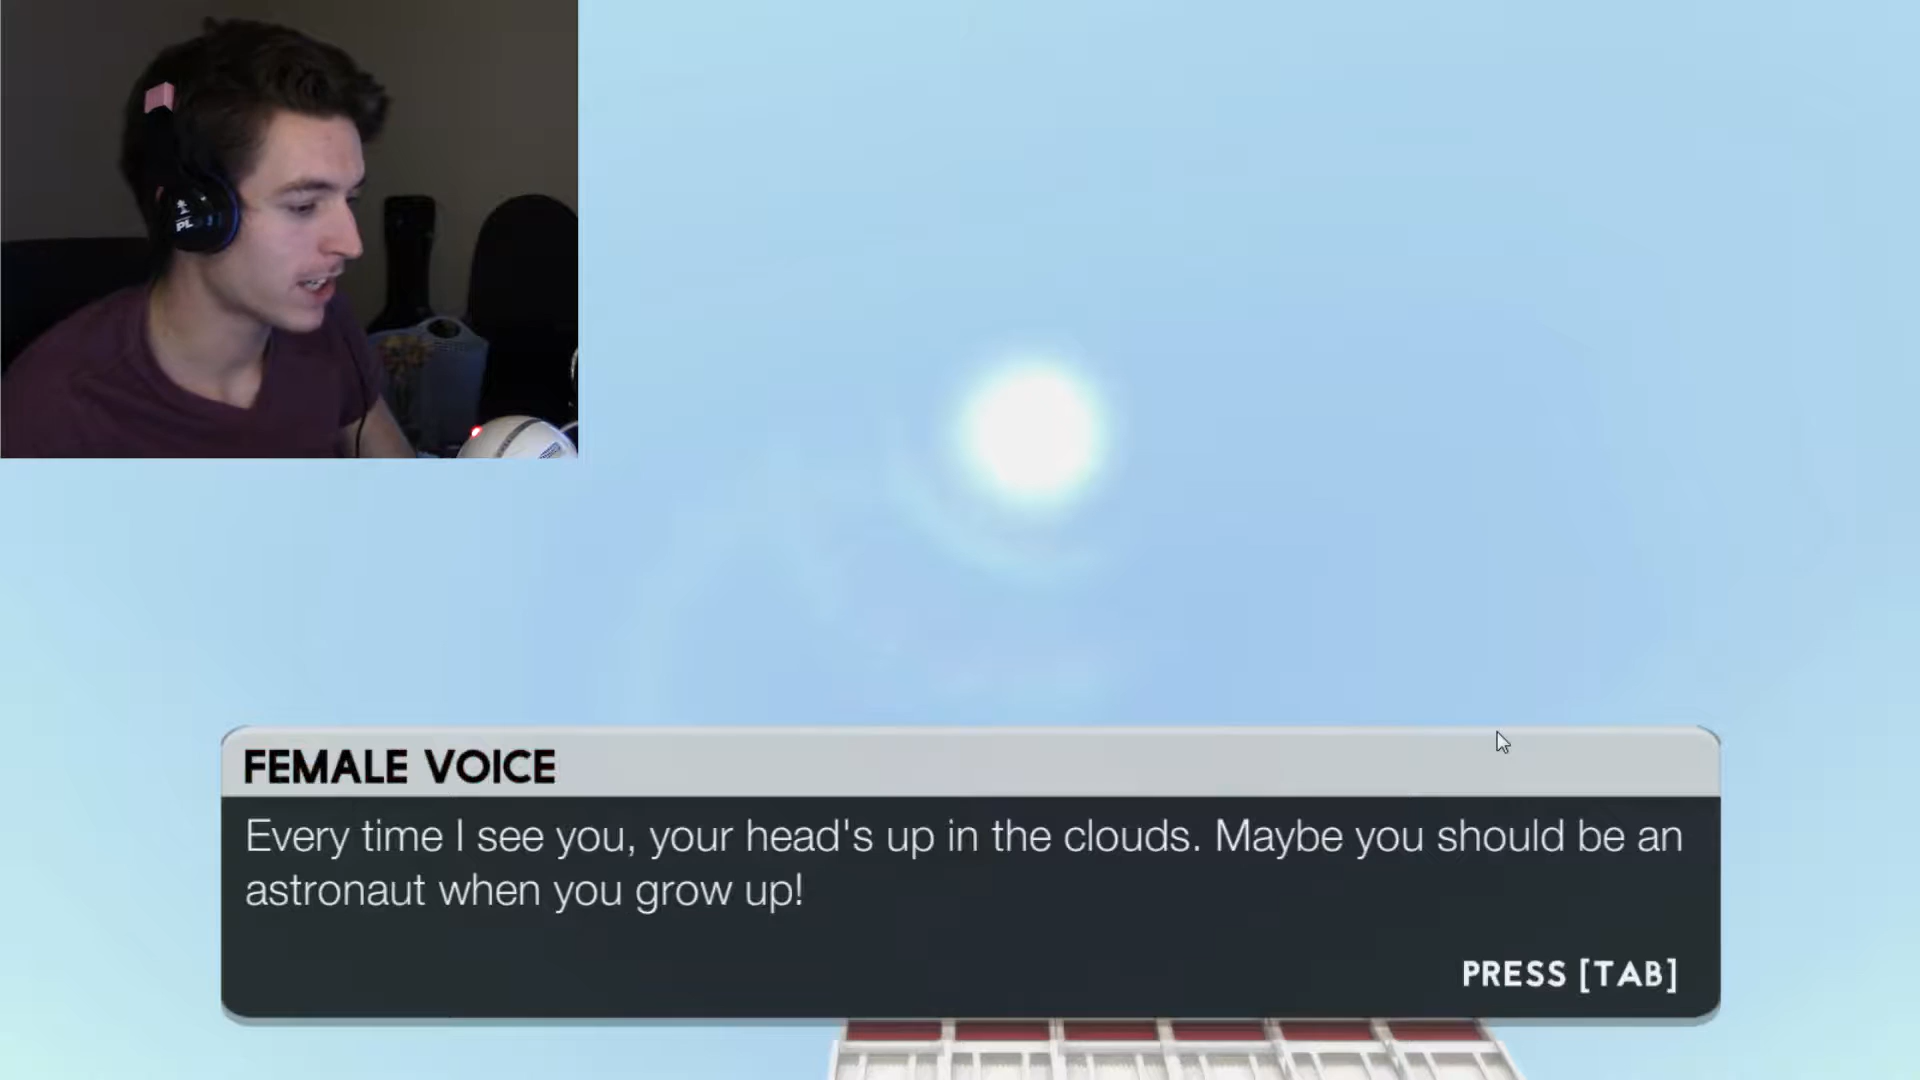 PL
FEMALE VOICE
Every time I see you, your head's up in the clouds. Maybe you should be an
astronaut when you grow up!
PRESS [TAB]